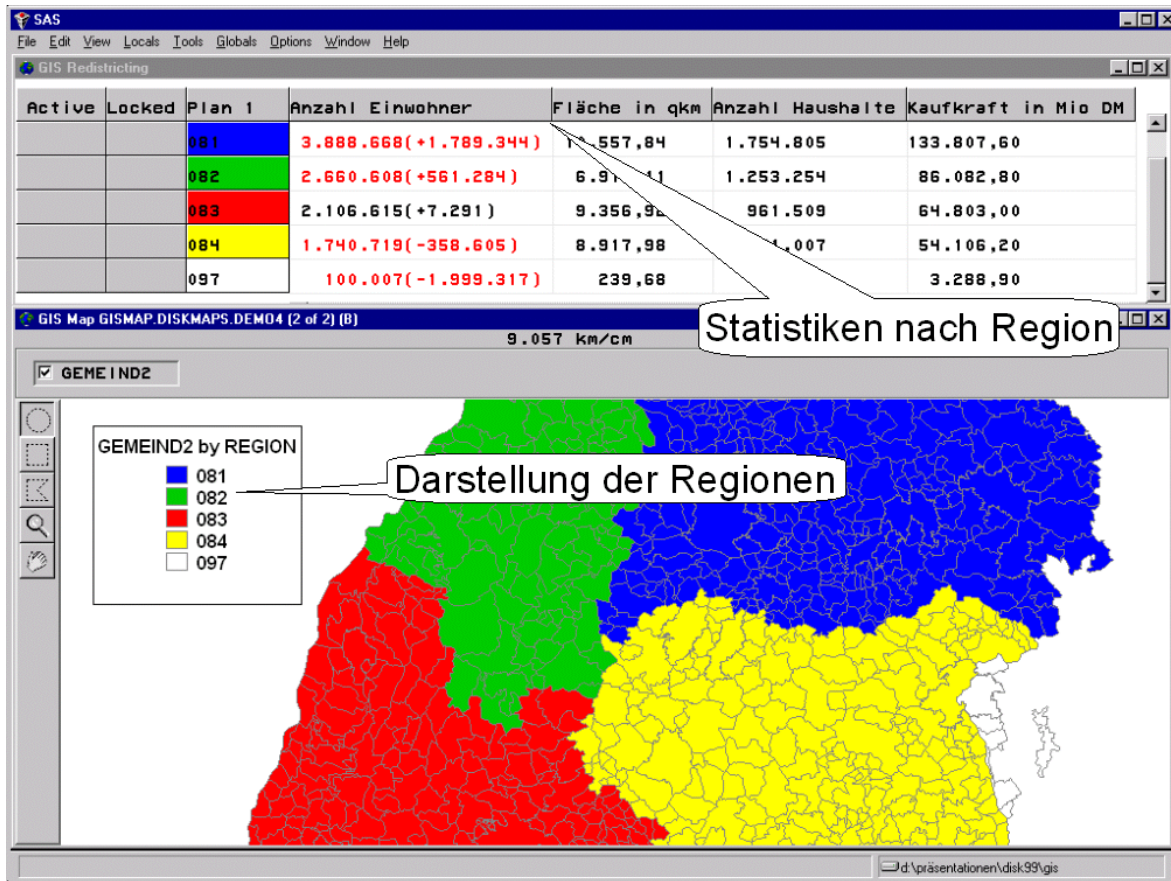 SAS
File Edit View Locals Tools Globals Options Window Help
GIS Redistricting
Active Locked Plan 1 Anzahl Einwohner Fläche in qkm Anzahl Haushalte Kaufkraft in Mio DM
081 3.888.668(+1.789.344) 557,84 1.754.805 133.807,60
082 2.660.608(+561.284) 1.253.254 86.082,80
083 2.106.615(+7.291) 961.509 64.803,00
084 1.740.719(-358.605) 8.917,98 54.106,20
097 100.007(-1.999.317) 239,68 3.288,90
GIS Map GISMAP.DISKMAPS.DEMO4 (2 of 2) (B)
Statistiken nach Region
9.057 km/cm
GEMEIND2
GEMEIND2 by REGION
081
082
083
084
097
Darstellung der Regionen
d:\präsentationen\disk99\gis